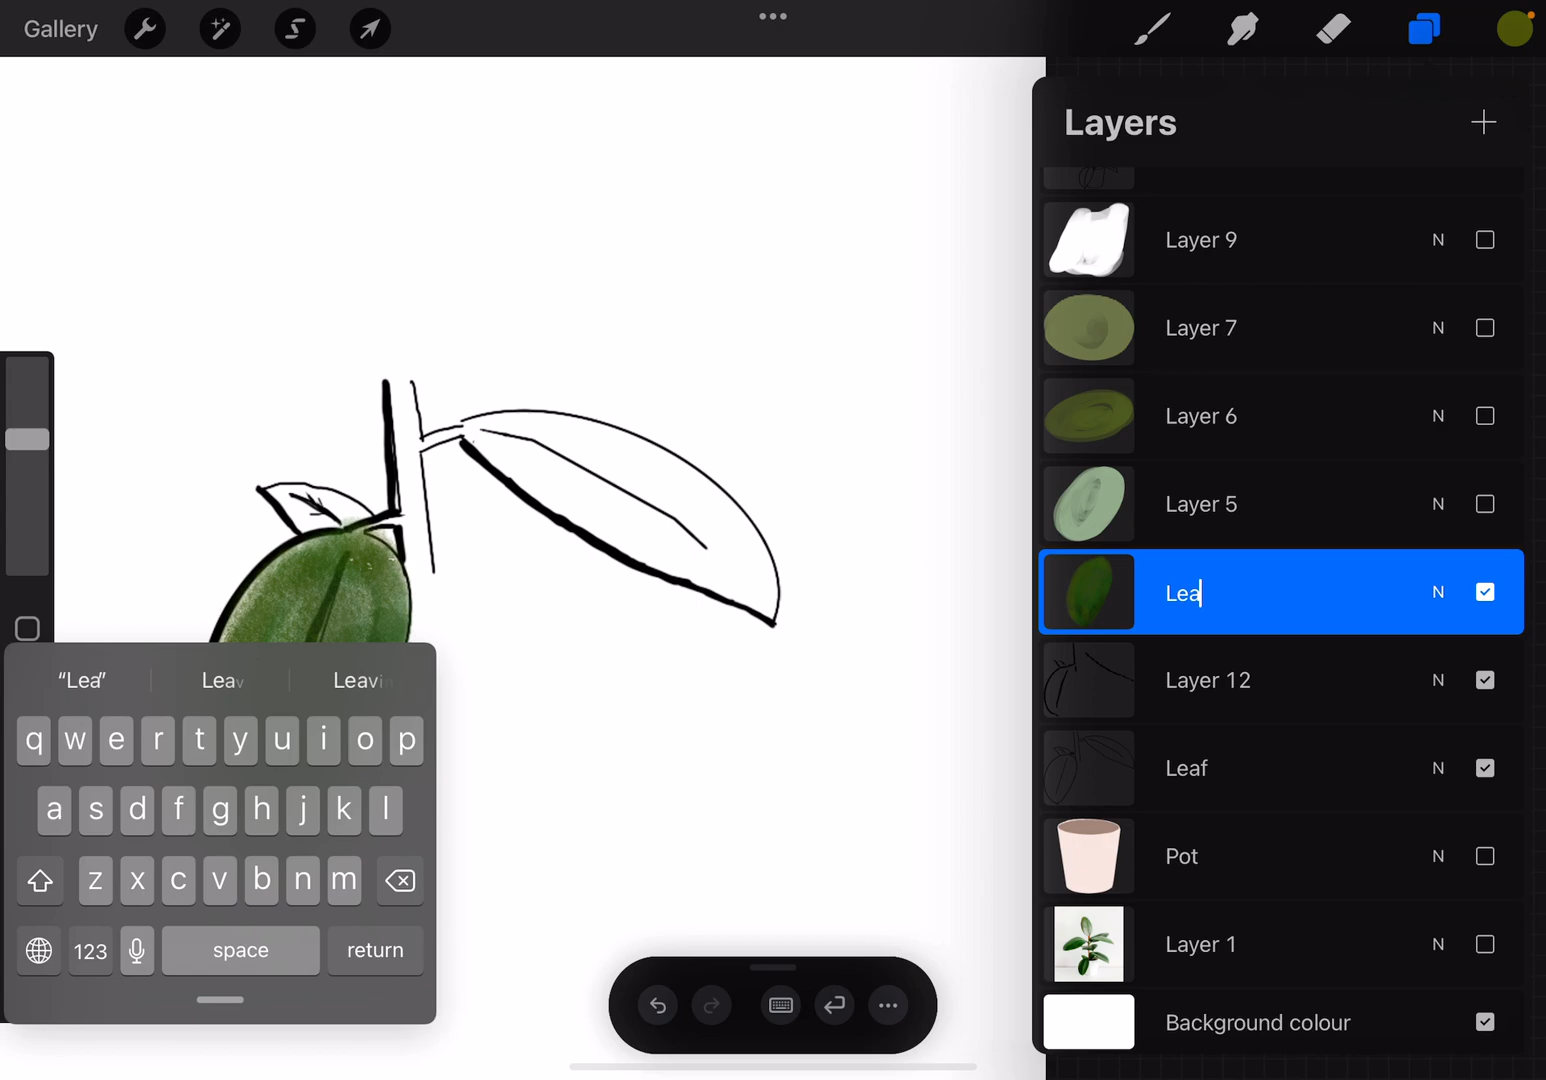 Gallery
Layers
Layer 9 N
Layer 7 N
Layer 6 N
Layer 5 N
Lea N
Layer 12 N
Leaf N
Pot N
Layer 1 N
Background colour
“Lea” Leav Leavin
q w e r t y u i o p
a s d f g h j k l
z x c v b n m
123 space return